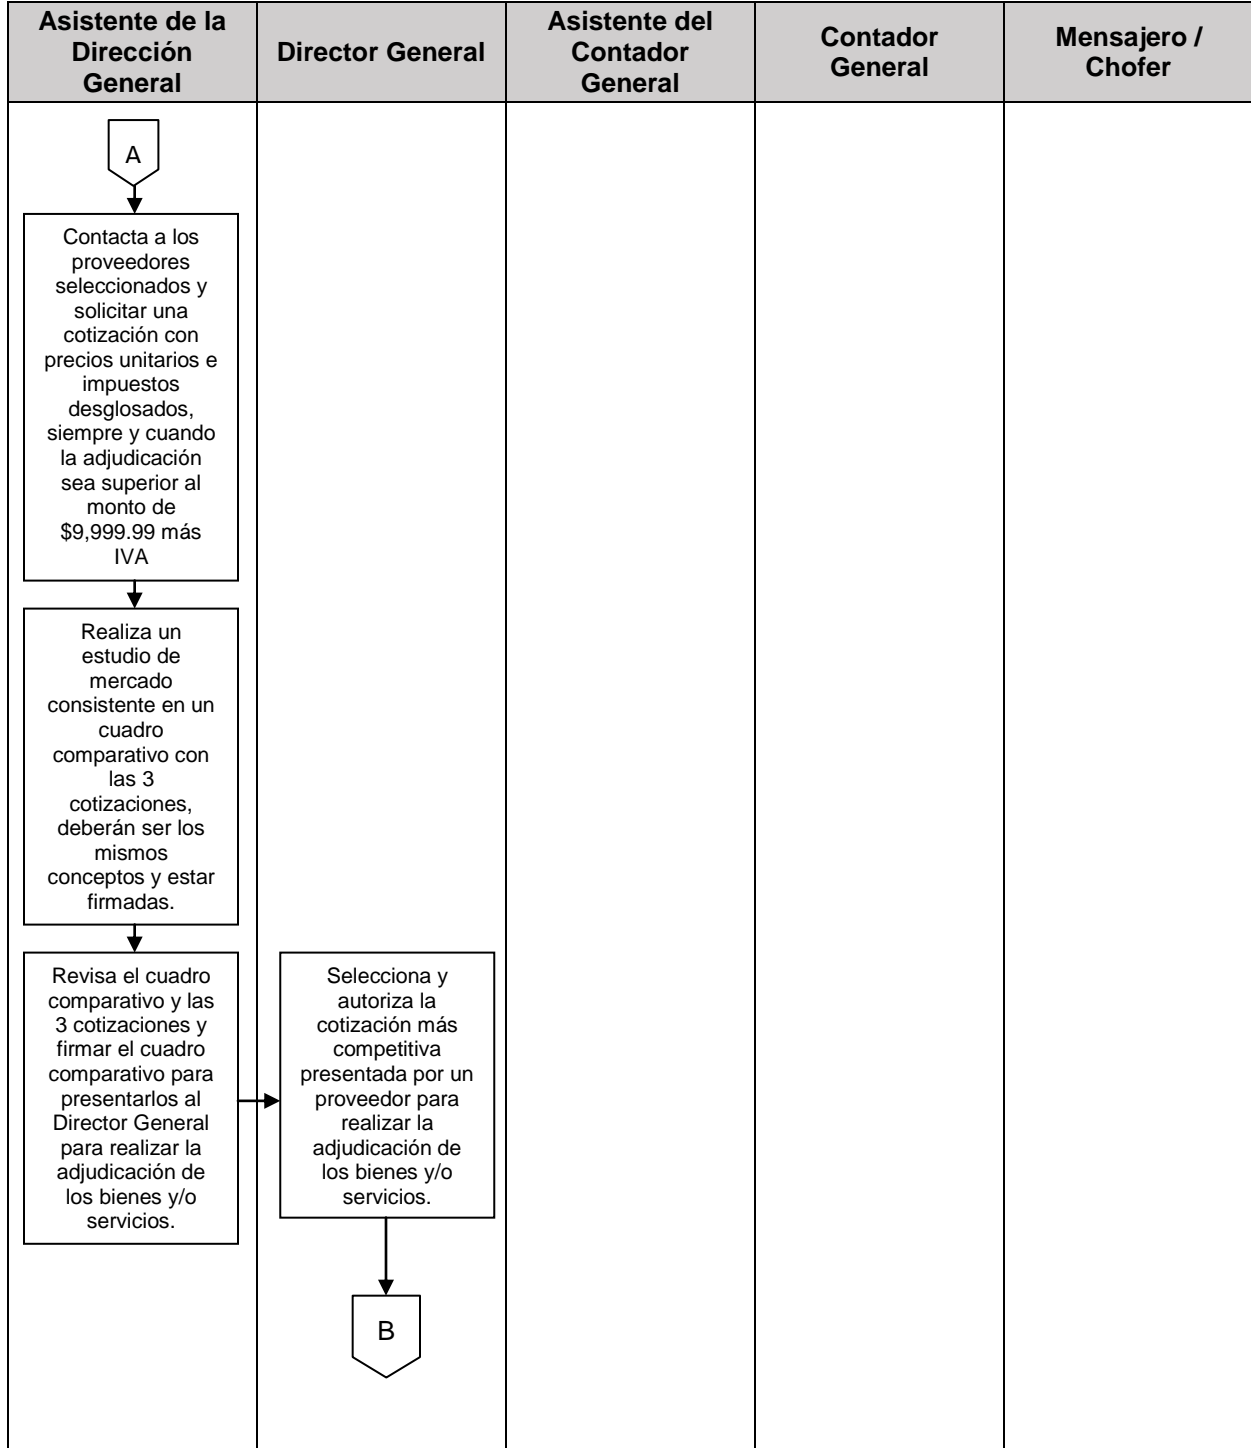 Asistente de la
Dirección
General
Director General
Asistente del
Contador
General
Contador
General
Mensajero /
Chofer
A
Contacta a los
proveedores
seleccionados y
solicitar una
cotización con
precios unitarios e
impuestos
desglosados,
siempre y cuando
la adjudicación
sea superior al
monto de
$9,999.99 más
IVA
Realiza un
estudio de
mercado
consistente en un
cuadro
comparativo con
las 3
cotizaciones,
deberán ser los
mismos
conceptos y estar
firmadas.
Revisa el cuadro
comparativo y las
3 cotizaciones y
firmar el cuadro
comparativo para
presentarlos al
Director General
para realizar la
adjudicación de
los bienes y/o
servicios.
Selecciona y
autoriza la
cotización más
competitiva
presentada por un
proveedor para
realizar la
adjudicación de
los bienes y/o
servicios.
B